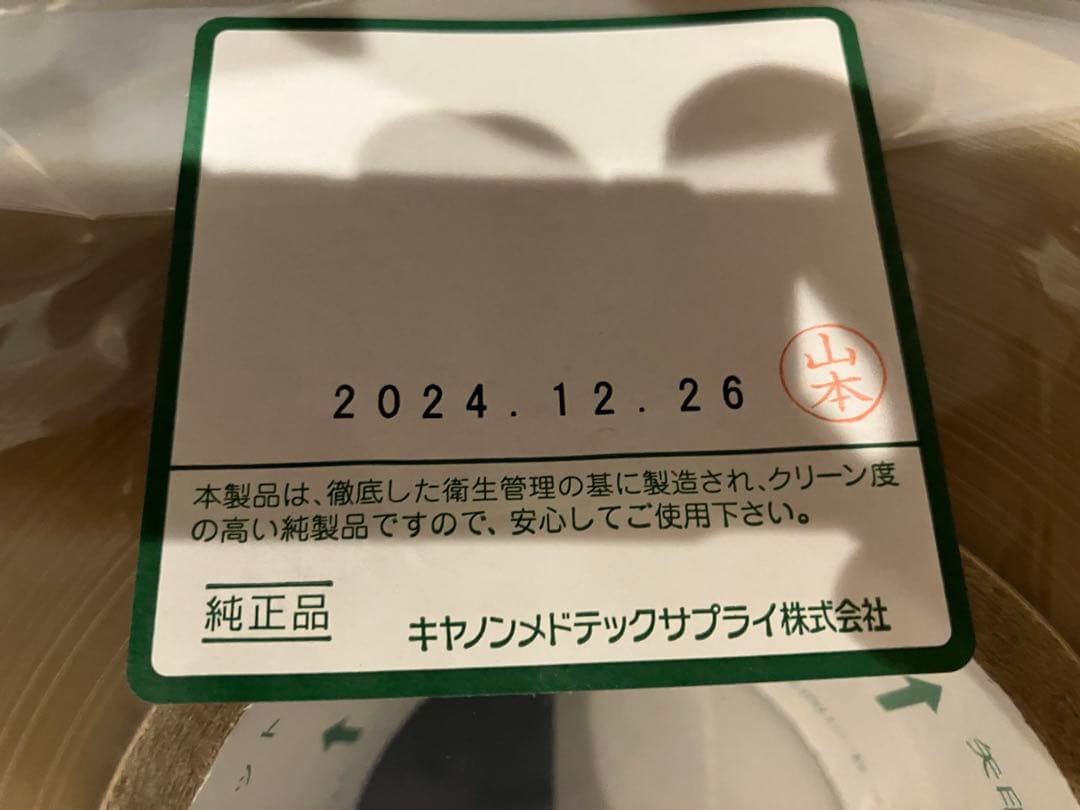 2024.12.26
山本
本製品は、徹底した衛生管理の基に製造され、クリーン度
の高い純製品ですので、安心してご使用下さい。
純正品
キヤノンメドテックサプライ株式会社
矢